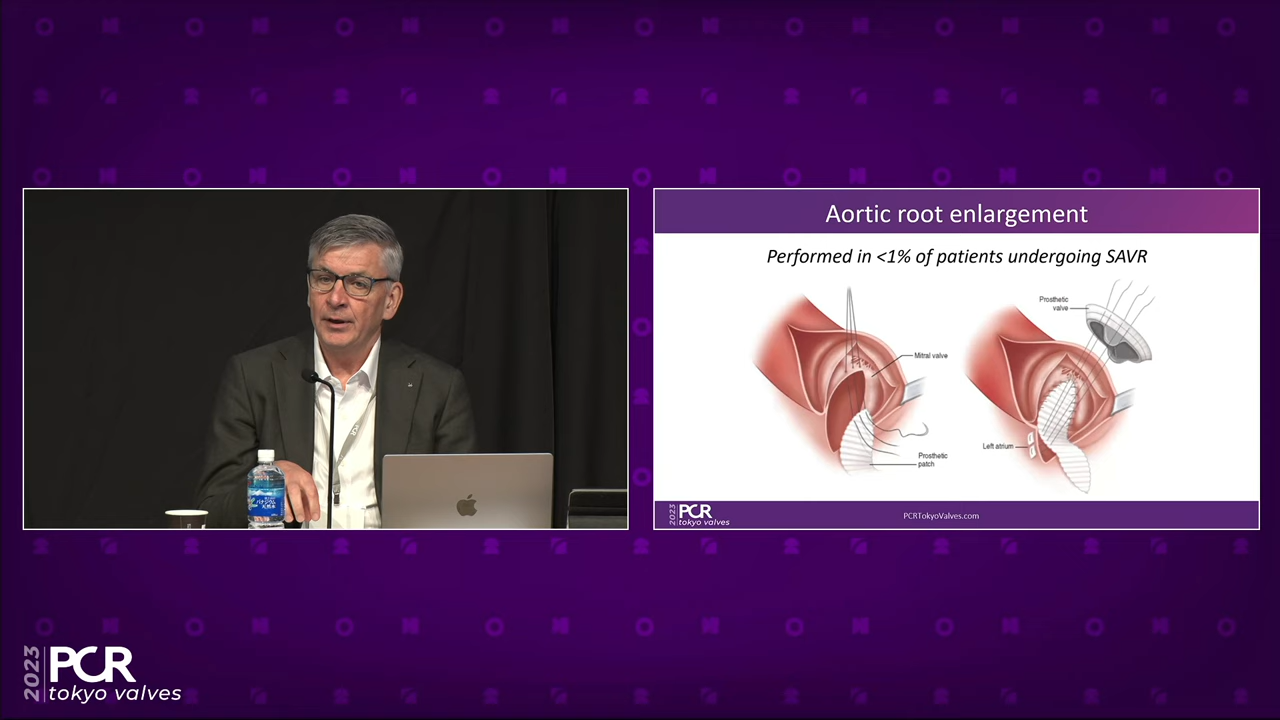 Aortic root enlargement
Performed in <1% of patients undergoing SAVR
Prosthetic
valve
Mitral valve
Left atrium
Prosthetic
patch
2023
PCR
tokyo valves
PCRTokyoValves.com
PCR
2023
PCR
tokyo valves